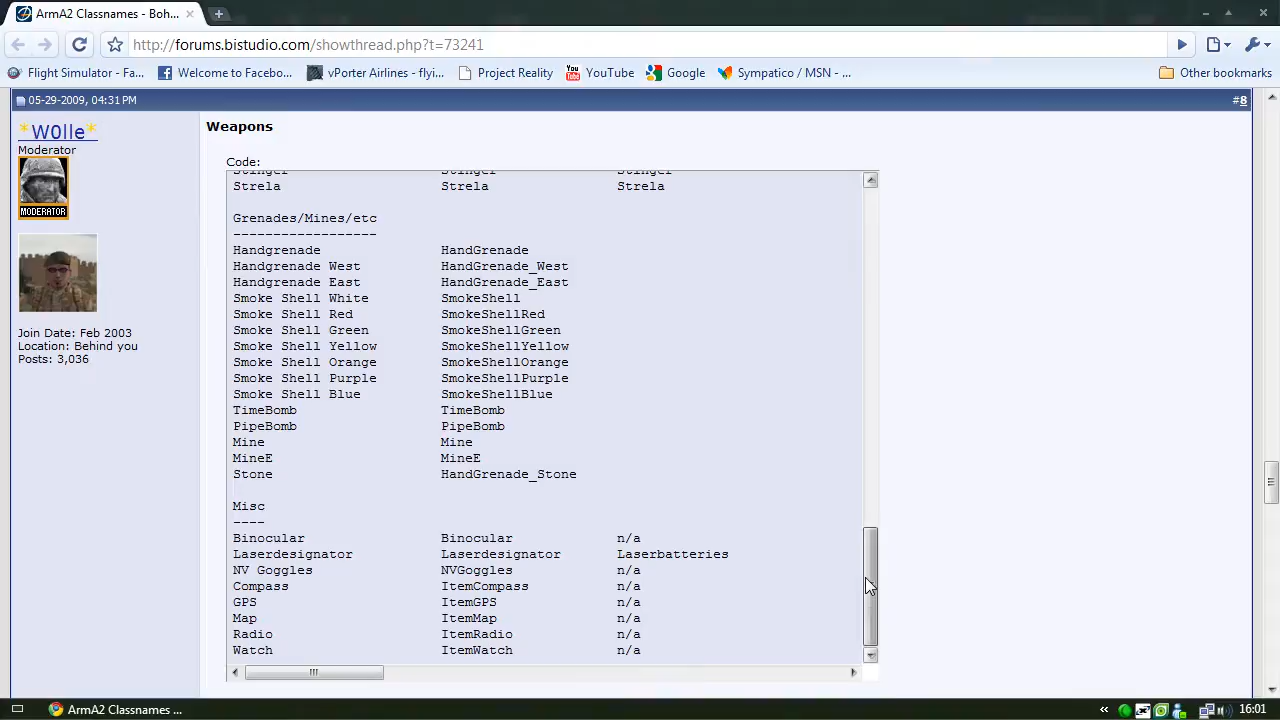 ArmA2 Classnames - Boh...
http://forums.bistudio.com/showthread.php?t=73241
Flight Simulator - Fa... Welcome to Facebo... vPorter Airlines - flyi... Project Reality YouTube Google Sympatico / MSN - ... Other bookmarks
05-29-2009, 04:31 PM #8
*W0lle*
Moderator
MODERATOR
Join Date: Feb 2003
Location: Behind you
Posts: 3,036
Weapons
Code:
Stinger Stinger Stinger
Strela Strela Strela
Grenades/Mines/etc
------------------
Handgrenade HandGrenade
Handgrenade West HandGrenade_West
Handgrenade East HandGrenade_East
Smoke Shell White SmokeShell
Smoke Shell Red SmokeShellRed
Smoke Shell Green SmokeShellGreen
Smoke Shell Yellow SmokeShellYellow
Smoke Shell Orange SmokeShellOrange
Smoke Shell Purple SmokeShellPurple
Smoke Shell Blue SmokeShellBlue
TimeBomb TimeBomb
PipeBomb PipeBomb
Mine Mine
MineE MineE
Stone HandGrenade_Stone
Misc
----
Binocular Binocular n/a
Laserdesignator Laserdesignator Laserbatteries
NV Goggles NVGoggles n/a
Compass ItemCompass n/a
GPS ItemGPS n/a
Map ItemMap n/a
Radio ItemRadio n/a
Watch ItemWatch n/a
ArmA2 Classnames ... 16:01